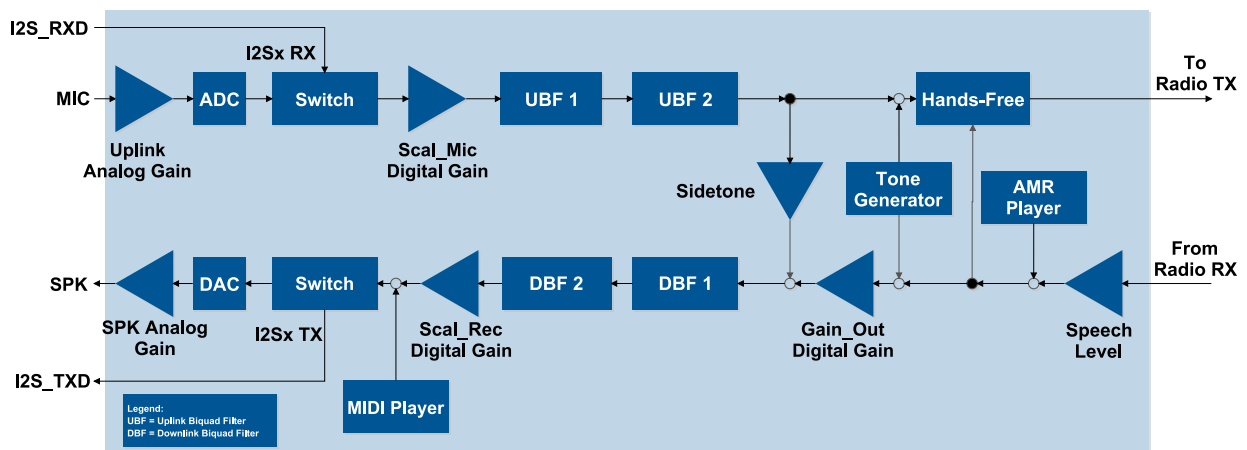 I2S_RXD
I2Sx RX
MIC
ADC
Switch
UBF 1
UBF 2
Hands-Free
To
Radio TX
Uplink
Analog Gain
Scal_Mic
Digital Gain
Sidetone
Tone
Generator
AMR
Player
From
Radio RX
SPK
DAC
Switch
DBF 2
DBF 1
SPK Analog
Gain
I2Sx TX
Scal_Rec
Digital Gain
Gain_Out
Digital Gain
Speech
Level
I2S_TXD
MIDI Player
Legend:
UBF = Uplink Biquad Filter
DBF = Downlink Biquad Filter